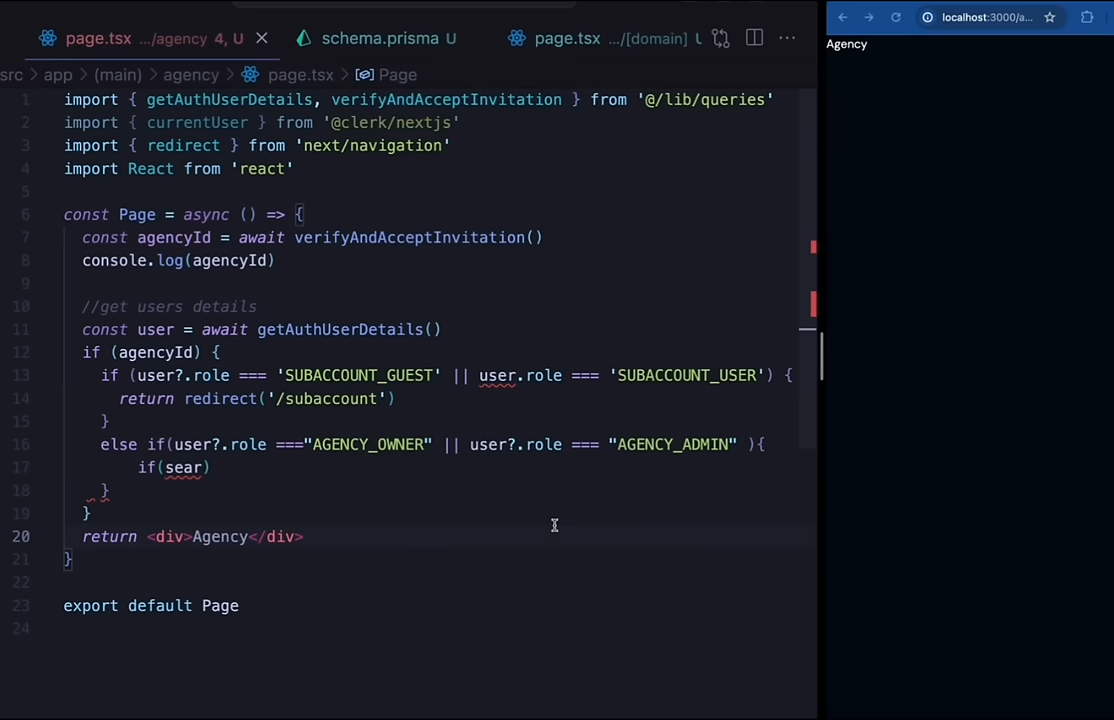 page.tsx .../agency 4, U
schema.prisma U
page.tsx .../[domain]
localhost:3000/a...
src > app > (main) > agency > page.tsx > Page
Agency
1 import { getAuthUserDetails, verifyAndAcceptInvitation } from '@/lib/queries'
2 import { currentUser } from '@clerk/nextjs'
3 import { redirect } from 'next/navigation'
4 import React from 'react'
5
6 const Page = async () => {
7 const agencyId = await verifyAndAcceptInvitation()
8 console.log(agencyId)
9
10 //get users details
11 const user = await getAuthUserDetails()
12 if (agencyId) {
13 if (user?.role === 'SUBACCOUNT_GUEST' || user.role === 'SUBACCOUNT_USER') {
14 return redirect('/subaccount')
15 }
16 else if(user?.role ==="AGENCY_OWNER" || user?.role === "AGENCY_ADMIN" ){
17 if(sear)
18 }
19 }
20 return <div>Agency</div>
21 }
22
23 export default Page
24